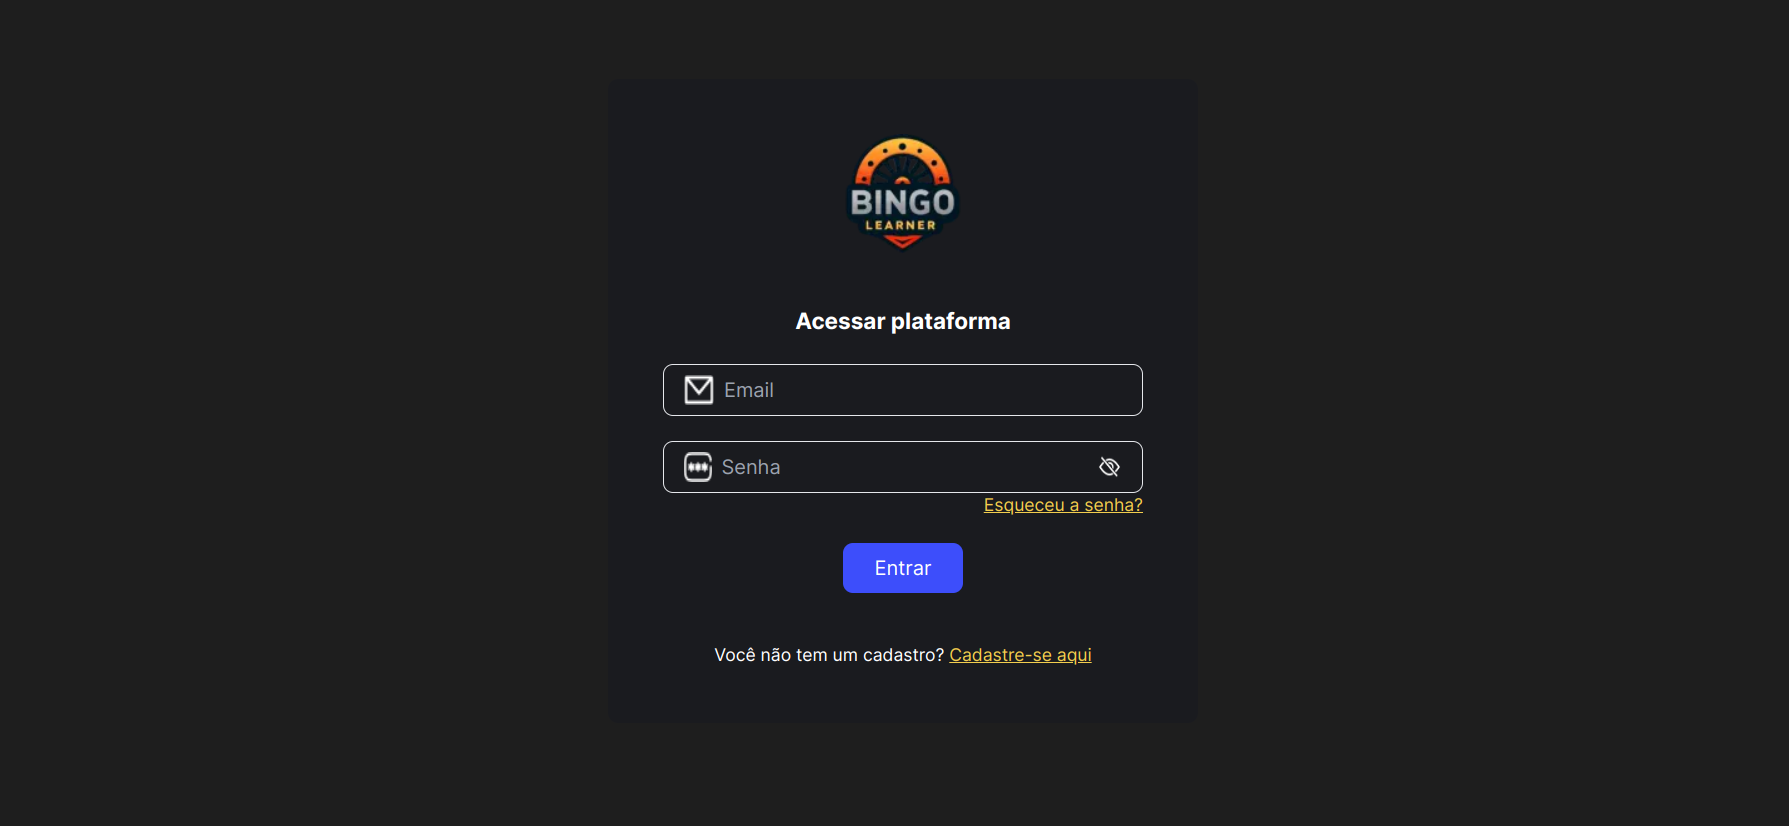 BINGO
LEARNER
Acessar plataforma
Email
Senha
Esqueceu a senha?
Entrar
Você não tem um cadastro? Cadastre-se aqui